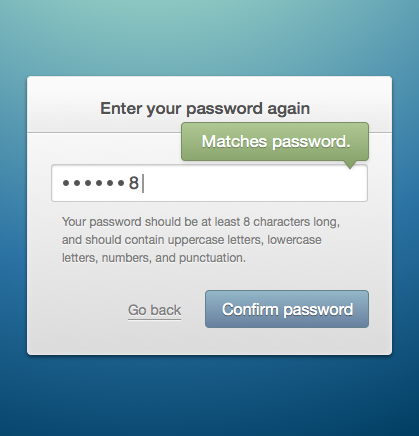 Enter your password again
Matches password.
••••••8
Your password should be at least 8 characters long,
and should contain uppercase letters, lowercase
letters, numbers, and punctuation.
Go back
Confirm password